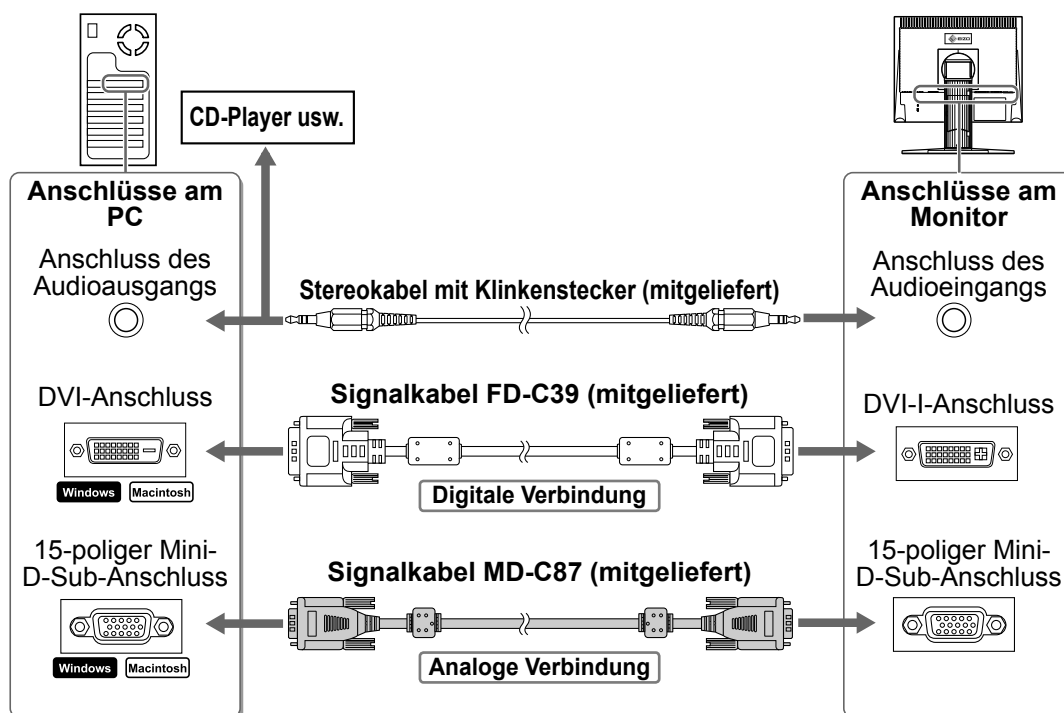 EIZO
CD-Player usw.
Anschlüsse am
PC
Anschluss des
Audioausgangs
DVI-Anschluss
Windows Macintosh
15-poliger Mini-
D-Sub-Anschluss
Windows Macintosh
Stereokabel mit Klinkenstecker (mitgeliefert)
Signalkabel FD-C39 (mitgeliefert)
Digitale Verbindung
Signalkabel MD-C87 (mitgeliefert)
Analoge Verbindung
Anschlüsse am
Monitor
Anschluss des
Audioeingangs
DVI-I-Anschluss
15-poliger Mini-
D-Sub-Anschluss